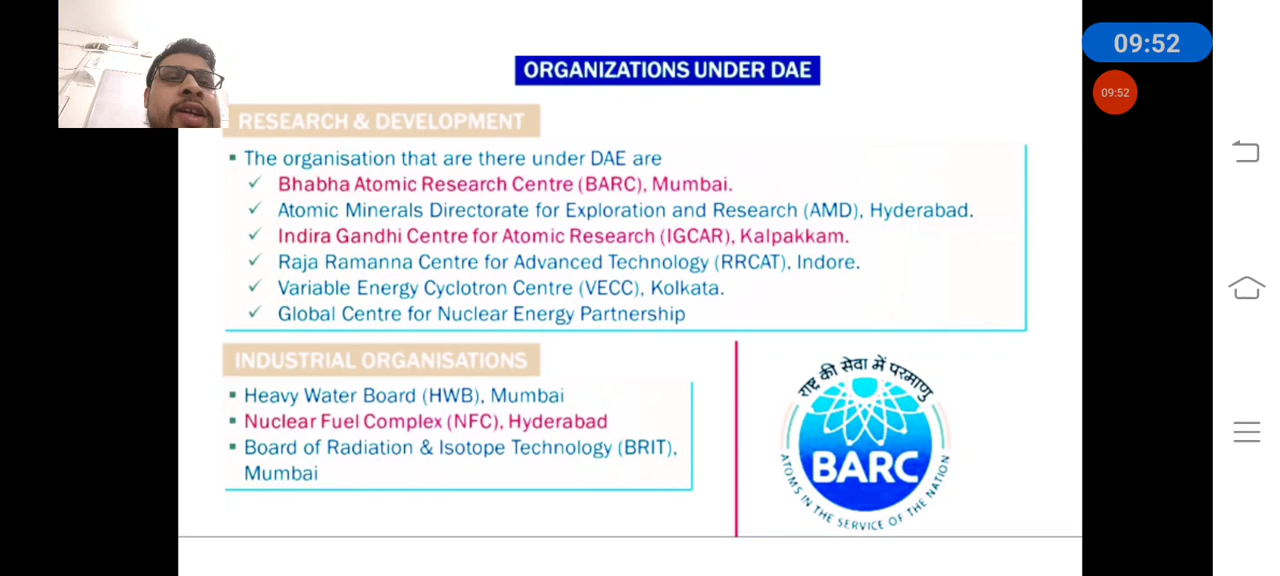 09:52
09:52
ORGANIZATIONS UNDER DAE
RESEARCH & DEVELOPMENT
▪ The organisation that are there under DAE are
✓ Bhabha Atomic Research Centre (BARC), Mumbai.
✓ Atomic Minerals Directorate for Exploration and Research (AMD), Hyderabad.
✓ Indira Gandhi Centre for Atomic Research (IGCAR), Kalpakkam.
✓ Raja Ramanna Centre for Advanced Technology (RRCAT), Indore.
✓ Variable Energy Cyclotron Centre (VECC), Kolkata.
✓ Global Centre for Nuclear Energy Partnership
INDUSTRIAL ORGANISATIONS
▪ Heavy Water Board (HWB), Mumbai
▪ Nuclear Fuel Complex (NFC), Hyderabad
▪ Board of Radiation & Isotope Technology (BRIT),
Mumbai
राष्ट्र की सेवा में परमाणु
BARC
ATOMS IN THE SERVICE OF THE NATION